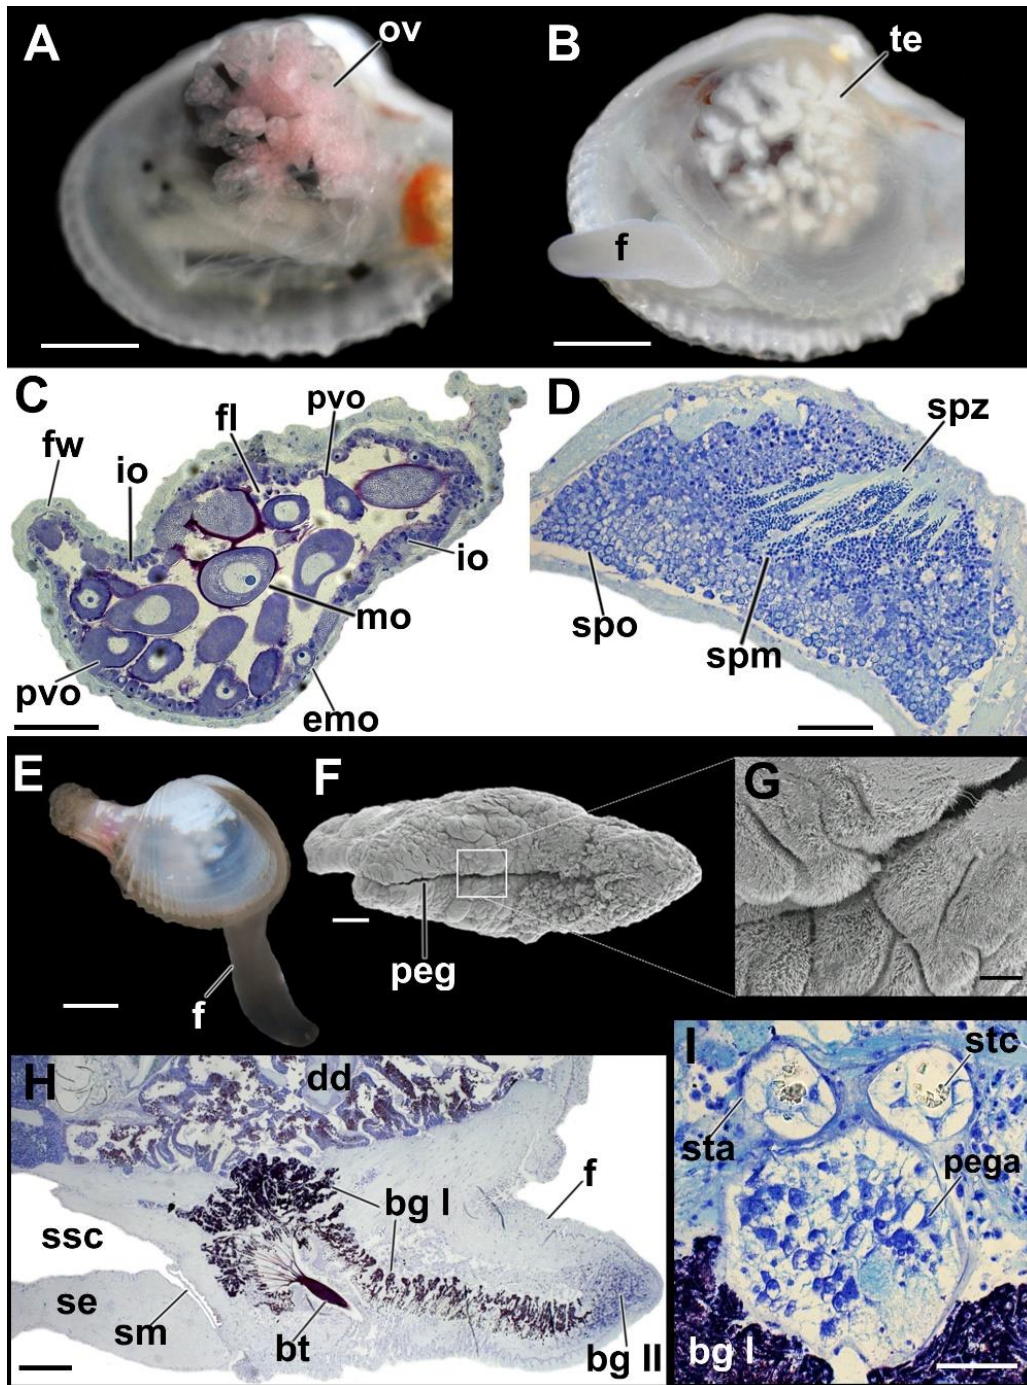 A
ov
B
te
f
C
fw
io
fl
pvo
io
mo
pvo
emo
D
spz
spo
spm
E
f
F
peg
G
H
dd
bg I
f
ssc
se
sm
bt
bg II
I
stc
sta
pega
bg I